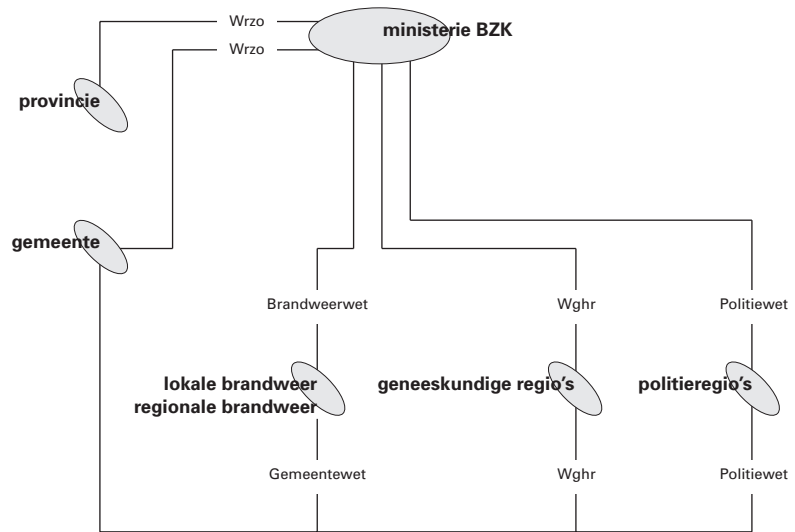 Wrzo
ministerie BZK
Wrzo
provincie
gemeente
Brandweerwet
Wghr
Politiewet
lokale brandweer
geneeskundige regio's
politieregio's
regionale brandweer
Gemeentewet
Wghr
Politiewet